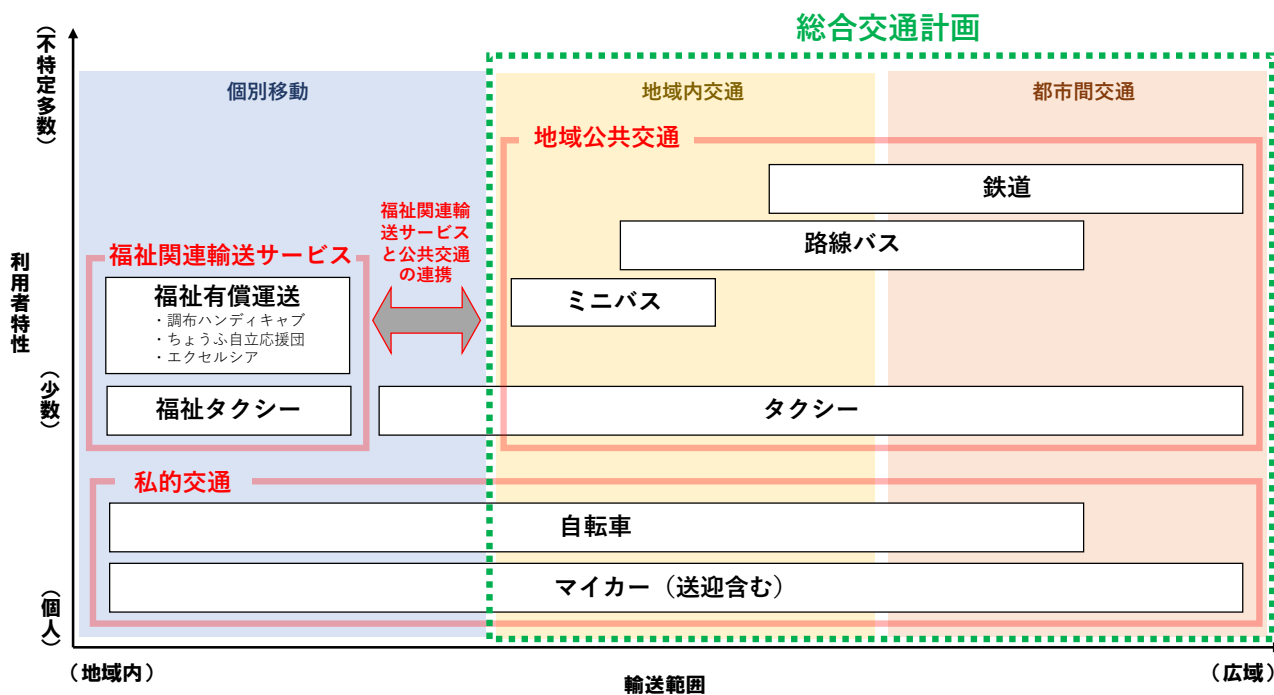 総合交通計画
（不特定多数）
個別移動
地域内交通
都市間交通
地域公共交通
鉄道
福祉関連輸
送サービス
と公共交通
の連携
路線バス
利用者特性
福祉関連輸送サービス
福祉有償運送
・調布ハンディキャブ
・ちょうふ自立応援団
・エクセルシア
ミニバス
（少数）
福祉タクシー
タクシー
私的交通
自転車
マイカー（送迎含む）
（個人）
（地域内）
輸送範囲
（広域）